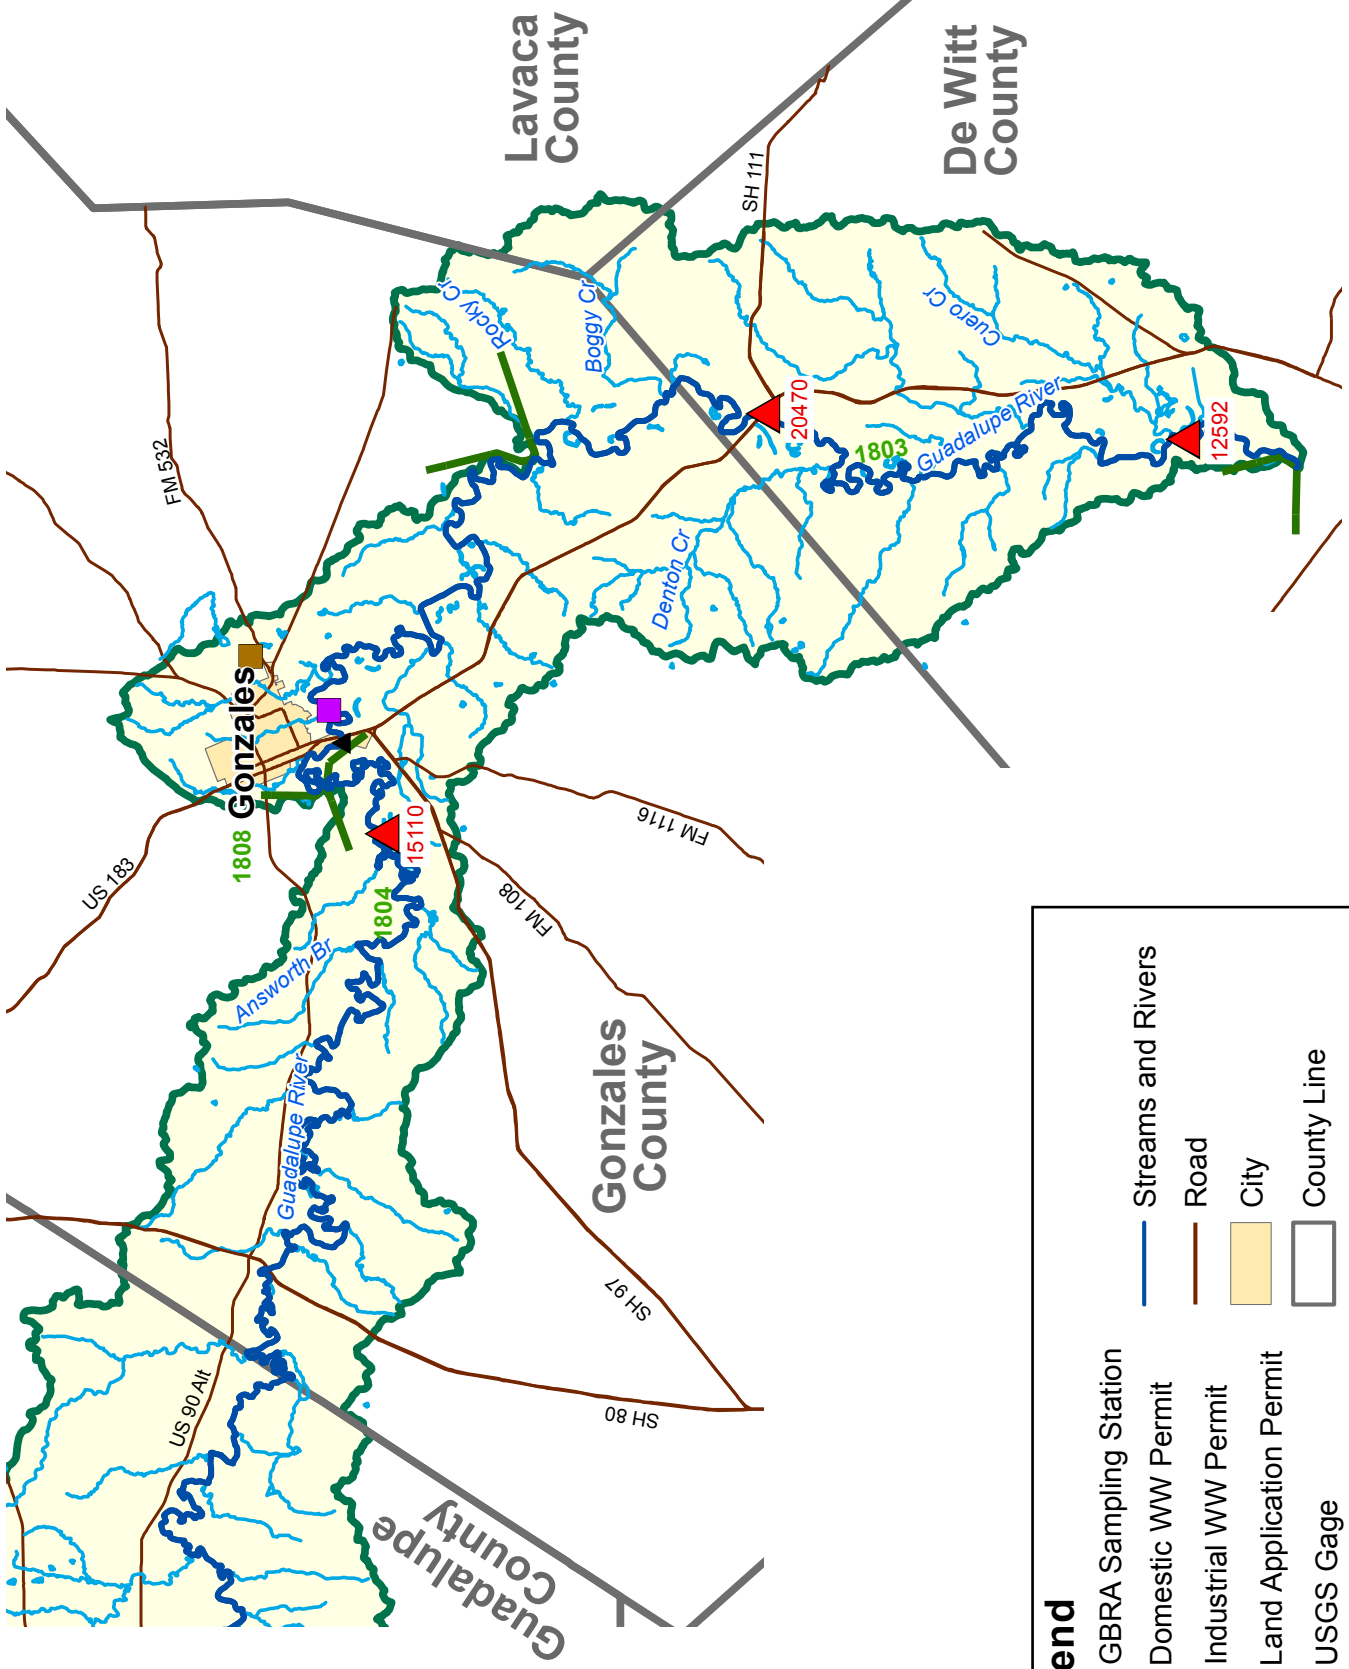 Lavaca
County
De Witt
County
SH 111
Rocky Cr
Boggy Cr
Cuero Cr
FM 532
20470
1803
Guadalupe River
12592
Denton Cr
Gonzales
1808
US 183
15110
1804
FM 1116
FM 108
Answorth Br
Guadalupe River
Gonzales
County
SH 97
SH 80
US 90 Alt
Guadalupe
County
end
GBRA Sampling Station
Domestic WW Permit
Industrial WW Permit
Land Application Permit
USGS Gage
Streams and Rivers
Road
City
County Line